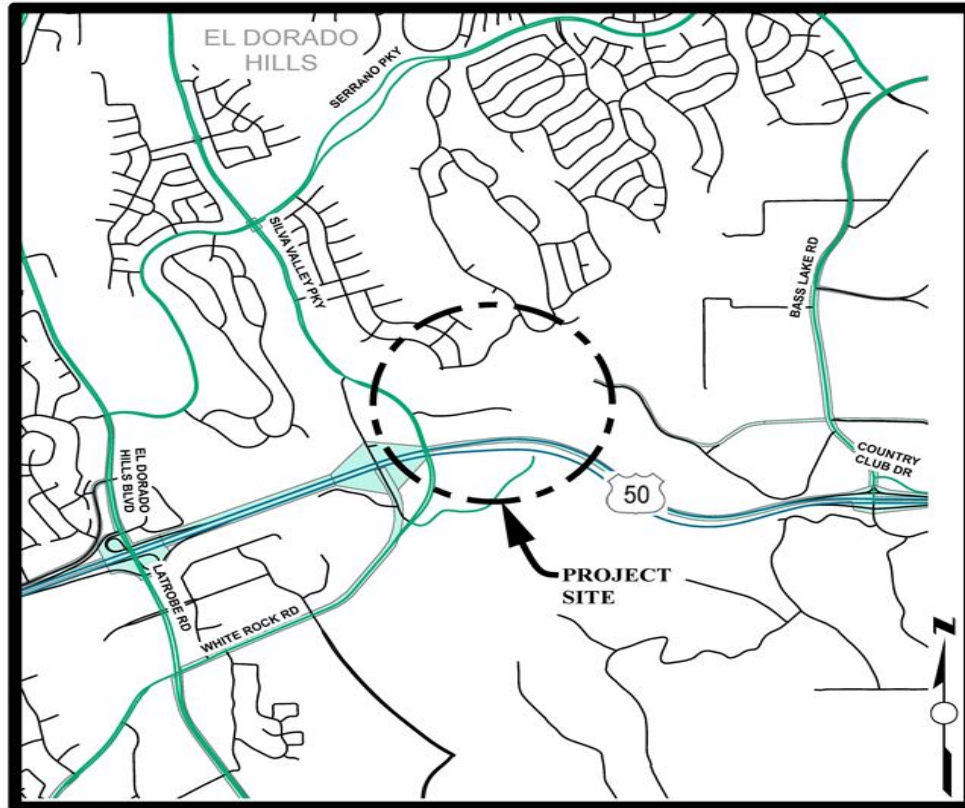 EL DORADO
HILLS
SERRANO PKY
SILVA VALLEY PKY
BASS LAKE RD
COUNTRY
CLUB DR
EL DORADO
HILLS BLVD
50
LATROBE RD
WHITE ROCK RD
PROJECT
SITE
N